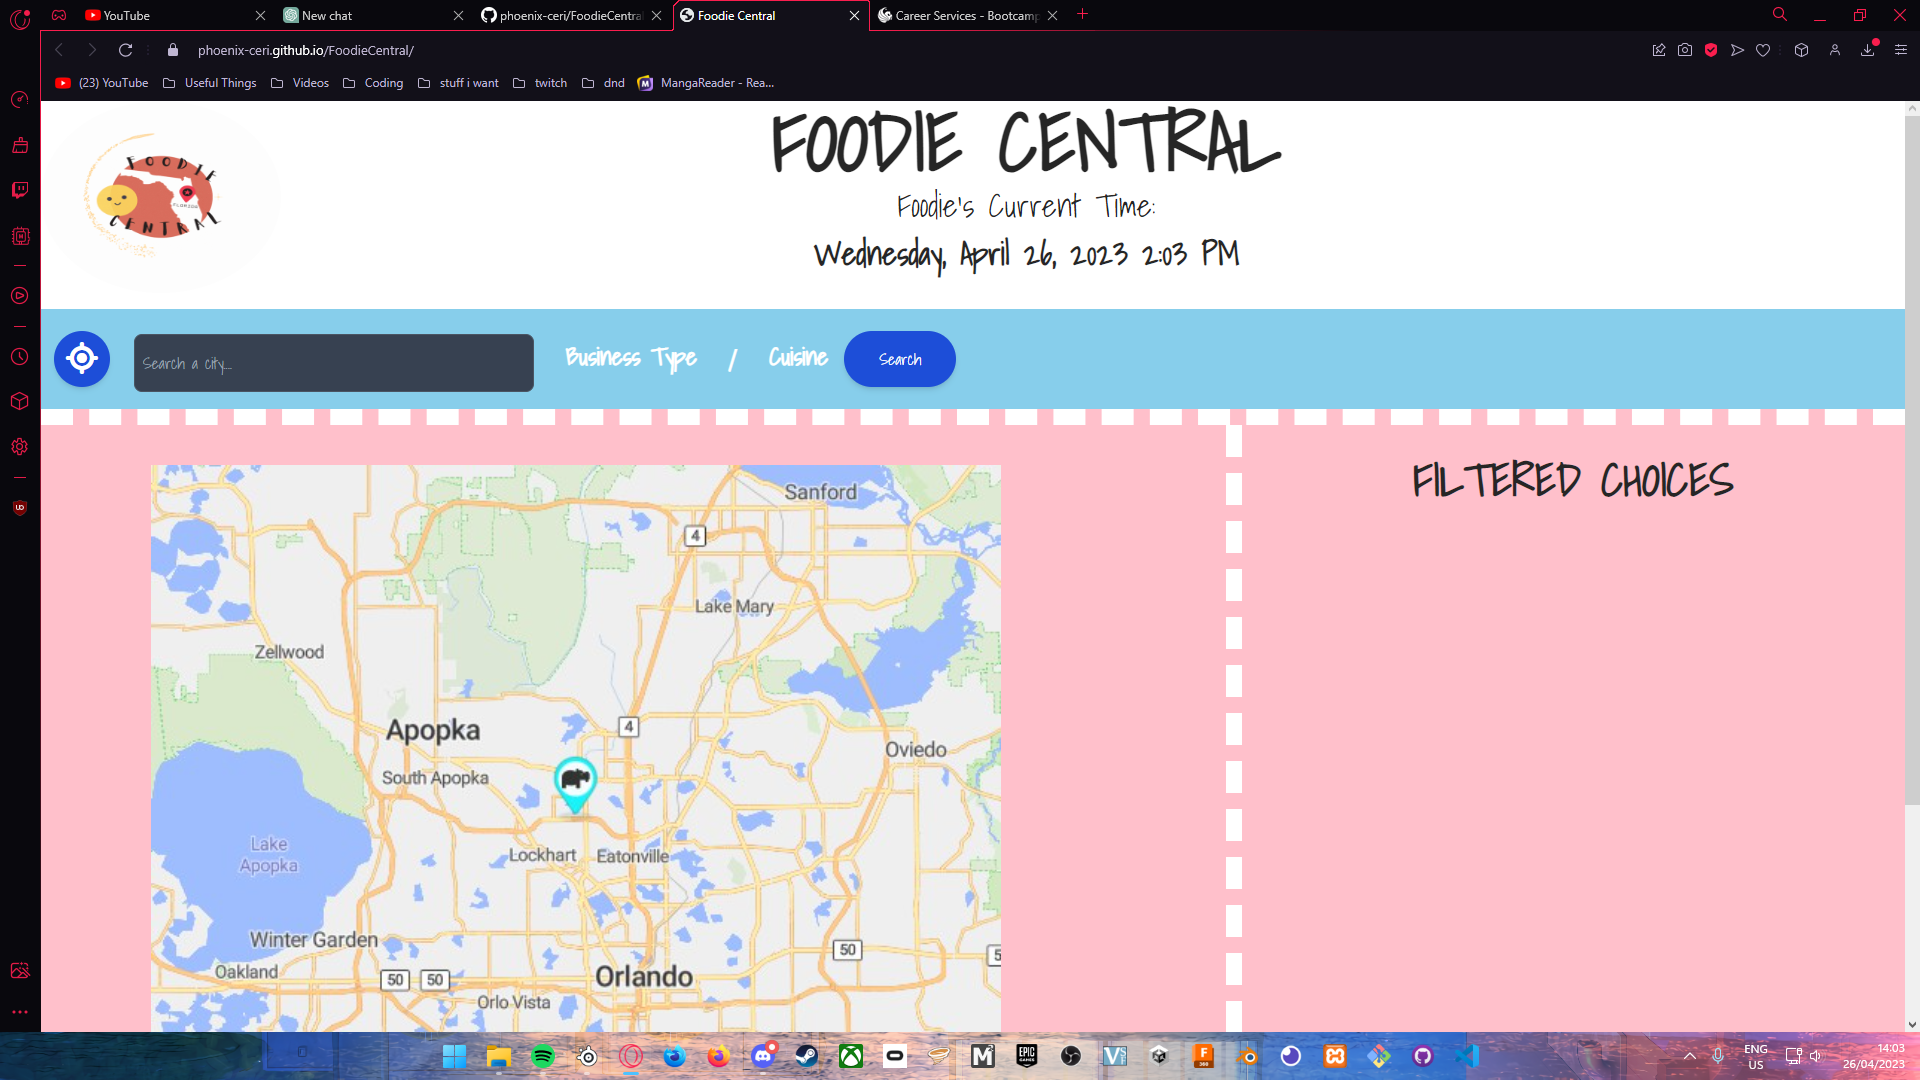 YouTube
New chat
phoenix-ceri/FoodieCentral
Foodie Central
Career Services - Bootcamp
phoenix-ceri.github.io/FoodieCentral/
(23) YouTube
Useful Things
Videos
Coding
stuff i want
twitch
dnd
MangaReader - Rea...
FOODIE
CENTRAL
FLORIDA
FOODIE CENTRAL
Foodie's Current Time:
Wednesday, April 26, 2023 2:03 PM
Search a city...
Business Type / Cuisine
Search
FILTERED CHOICES
Sanford
4
Lake Mary
Zellwood
Apopka
4
Oviedo
South Apopka
Lake
Apopka
Lockhart
Eatonville
Winter Garden
50
Oakland
50
50
Orlando
Orlo Vista
UD
EPIC
GAMES
ENG
US
14:03
26/04/2023